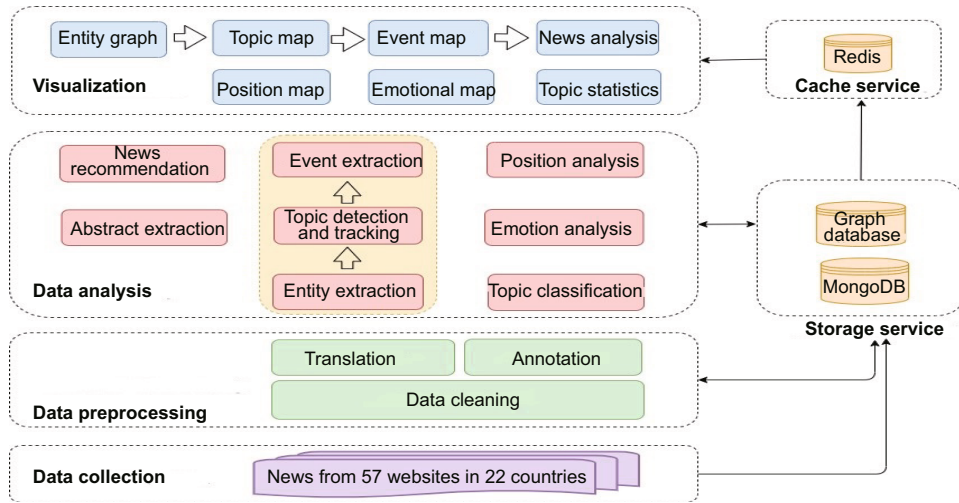 Entity graph
Topic map
Event map
News analysis
Visualization
Position map
Emotional map
Topic statistics
Redis
Cache service
News
recommendation
Event extraction
Position analysis
Abstract extraction
Topic detection
and tracking
Emotion analysis
Data analysis
Entity extraction
Topic classification
Graph
database
MongoDB
Storage service
Translation
Annotation
Data cleaning
Data preprocessing
Data collection
News from 57 websites in 22 countries